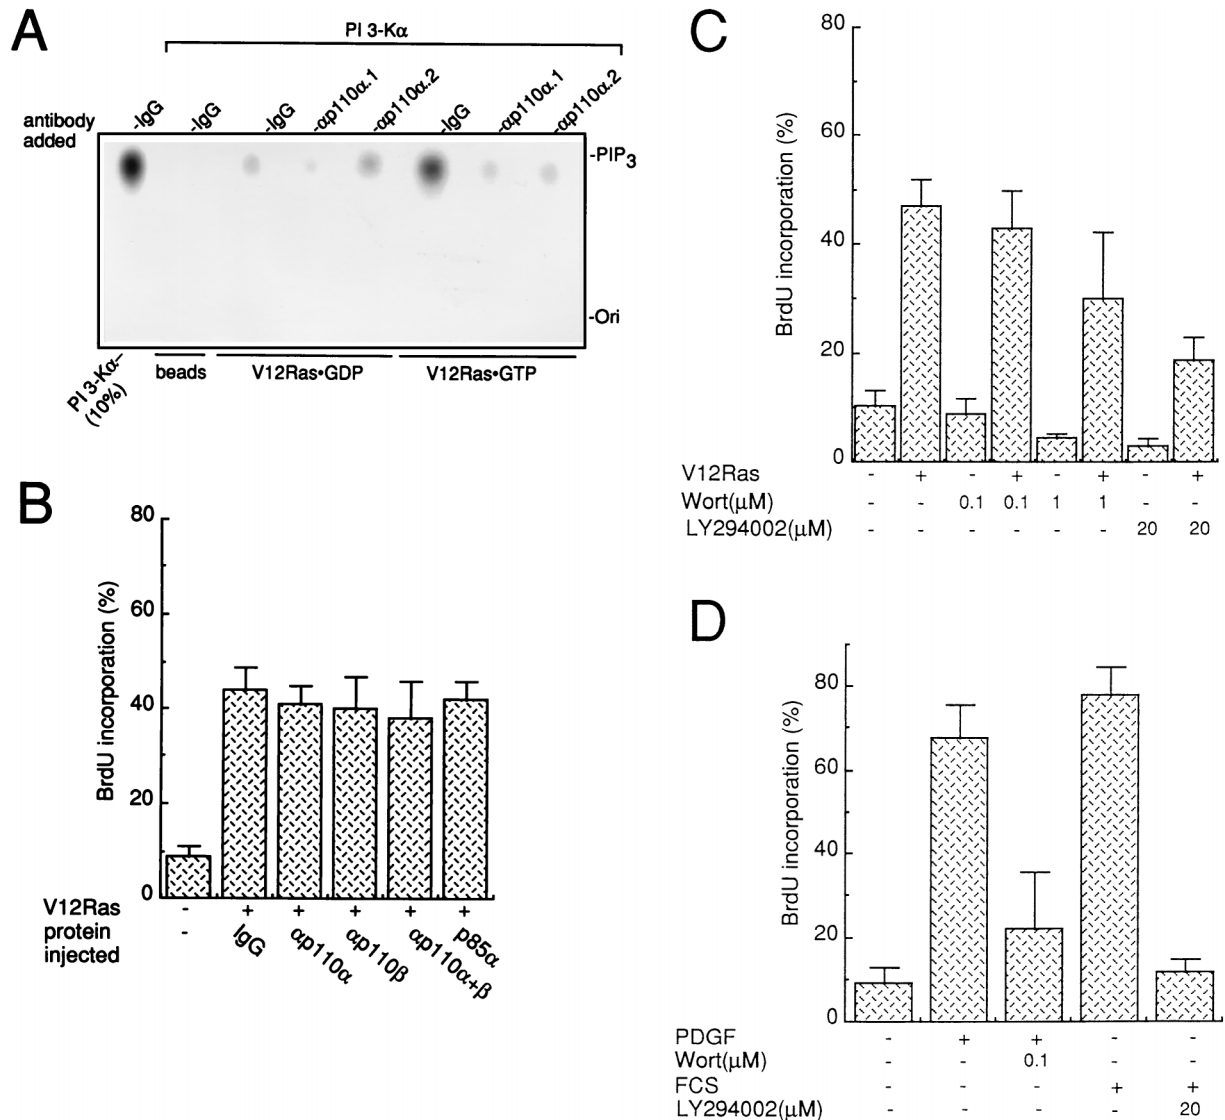 A
PI 3-Kα
antibody added
-IgG
-IgG
-IgG
-αp110α.1
-αp110α.2
-IgG
-αp110α.1
-αp110α.2
-PIP3
-Ori
PI 3-Kα–
(10%)
beads
V12Ras•GDP
V12Ras•GTP
B
BrdU incorporation (%)
80
60
40
20
0
V12Ras - + + + + +
protein injected - IgG αp110α αp110β αp110α+β p85α
C
BrdU incorporation (%)
80
60
40
20
0
V12Ras - + - + - + - +
Wort(μM) - - 0.1 0.1 1 1 - -
LY294002(μM) - - - - - - 20 20
D
BrdU incorporation (%)
80
60
40
20
0
PDGF - + + - -
Wort(μM) - - 0.1 - -
FCS - - - + +
LY294002(μM) - - - - 20